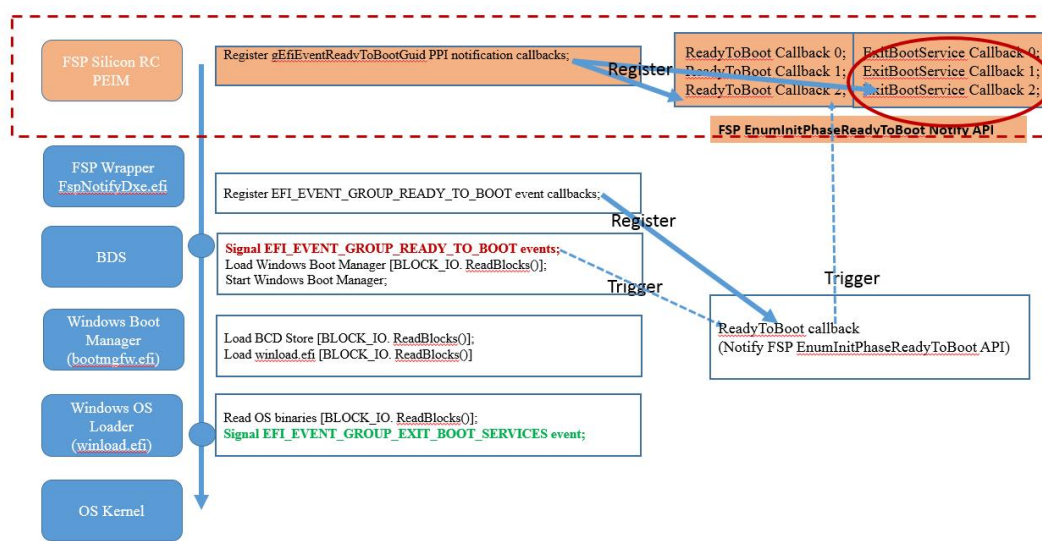 FSP Silicon RC
PEIM
Register gEfiEventReadyToBootGuid PPI notification callbacks;
Register
ReadyToBoot Callback 0;
ReadyToBoot Callback 1;
ReadyToBoot Callback 2;
ExitBootService Callback 0;
ExitBootService Callback 1;
ExitBootService Callback 2;
FSP EnumInitPhaseReadyToBoot Notify API
FSP Wrapper
FspNotifyDxe.efi
Register EFI_EVENT_GROUP_READY_TO_BOOT event callbacks;
Register
BDS
Signal EFI_EVENT_GROUP_READY_TO_BOOT events;
Load Windows Boot Manager [BLOCK_IO. ReadBlocks()];
Start Windows Boot Manager;
Trigger
Trigger
ReadyToBoot callback
(Notify FSP EnumInitPhaseReadyToBoot API)
Windows Boot
Manager
(bootmgfw.efi)
Load BCD Store [BLOCK_IO. ReadBlocks()];
Load winload.efi [BLOCK_IO. ReadBlocks()]
Windows OS
Loader
(winload.efi)
Read OS binaries [BLOCK_IO. ReadBlocks()];
Signal EFI_EVENT_GROUP_EXIT_BOOT_SERVICES event;
OS Kernel